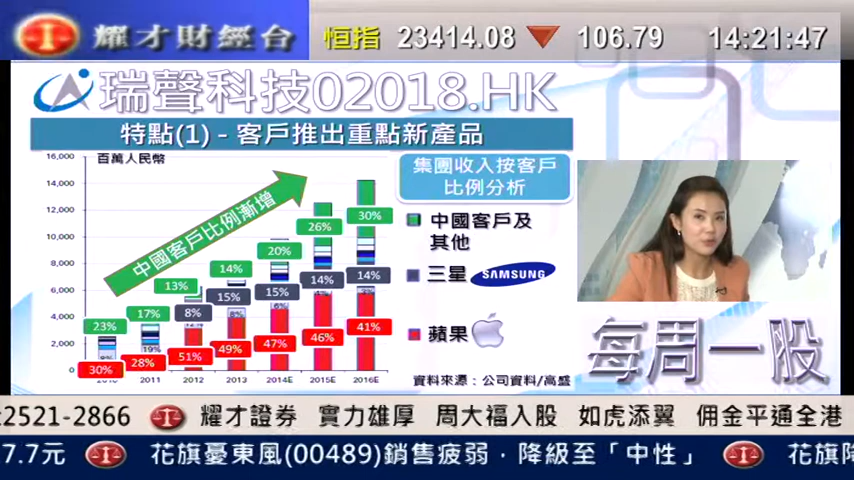 耀才財經台
恒指 23414.08 106.79 14:21:47
瑞聲科技02018.HK
特點(1) - 客戶推出重點新產品
百萬人民幣
16,000
14,000
12,000
10,000
8,000
6,000
4,000
2,000
0
中國客戶比例漸增
23% 17% 13% 14% 20% 26% 30%
8% 15% 15% 14% 14%
30% 28% 51% 49% 47% 46% 41%
2011 2012 2013 2014E 2015E 2016E
集團收入按客戶
比例分析
中國客戶及
其他
三星 SAMSUNG
蘋果
資料來源：公司資料/高盛
每周一股
2521-2866 耀才證券 實力雄厚 周大福入股 如虎添翼 佣金平通全港
7.7元 花旗憂東風(00489)銷售疲弱．降級至「中性」 花旗降